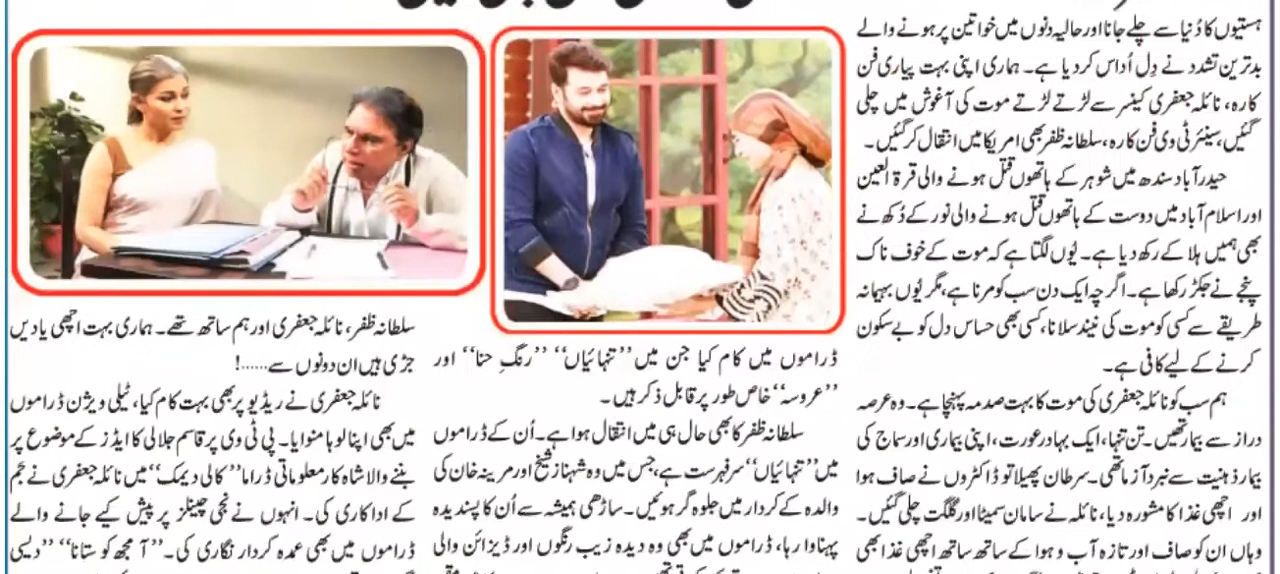 ہستیوں کا دُنیا سے چلے جانا اور حالیہ دنوں میں خواتین پر ہونے والے
بدترین تشدد نے دِل اُداس کر دیا ہے۔ ہماری اپنی بہت پیاری فن
کارہ، نائلہ جعفری کینسر سے لڑتے لڑتے موت کی آغوش میں چلی
گئیں، سینئر ٹی وی فن کارہ، سلطانہ ظفر بھی امریکا میں انتقال کر گئیں۔
حیدرآباد سندھ میں شوہر کے ہاتھوں قتل ہونے والی قرۃ العین
اور اسلام آباد میں دوست کے ہاتھوں قتل ہونے والی نور کے دُکھ نے
بھی ہمیں ہلا کے رکھ دیا ہے۔ یُوں لگتا ہے کہ موت کے خوف ناک
پنجے نے جکڑ رکھا ہے۔ اگرچہ ایک دن سب کو مرنا ہے، مگر یُوں بہیمانہ
طریقے سے کسی کو موت کی نیند سلانا، کسی بھی حساس دل کو بے سکون
کرنے کے لیے کافی ہے۔
ہم سب کو نائلہ جعفری کی موت کا بہت صدمہ پہنچا ہے۔ وہ عرصہ
دراز سے بیمار تھیں۔ تن تنہا، ایک بہادر عورت، اپنی بیماری اور سماج کی
بیمار ذہنیت سے نبرد آزما تھی۔ سرطان پھیلا تو ڈاکٹروں نے صاف ہوا
اور اچھی غذا کا مشورہ دیا، نائلہ نے سامان سمیٹا اور گلگت چلی گئیں۔
وہاں ان کو صاف اور تازہ آب و ہوا کے ساتھ ساتھ اچھی غذا بھی
ڈراموں میں کام کیا جن میں ’’تنہائیاں‘‘ ’’رنگِ حنا‘‘ اور
’’عروسہ‘‘ خاص طور پر قابل ذکر ہیں۔
سلطانہ ظفر کا بھی حال ہی میں انتقال ہوا ہے۔ اُن کے ڈراموں
میں ’’تنہائیاں‘‘ سرفہرست ہے، جس میں وہ شہناز شیخ اور مرینہ خان کی
والدہ کے کردار میں جلوہ گر ہوئیں۔ ساڑھی ہمیشہ سے اُن کا پسندیدہ
پہناوا رہا، ڈراموں میں بھی وہ دیدہ زیب رنگوں اور ڈیزائن والی
سلطانہ ظفر، نائلہ جعفری اور ہم ساتھ تھے۔ ہماری بہت اچھی یادیں
جڑی ہیں ان دونوں سے……!
نائلہ جعفری نے ریڈیو پر بھی بہت کام کیا، ٹیلی ویژن ڈراموں
میں بھی اپنا لوہا منوایا۔ پی ٹی وی پر قاسم جلالی کا ایڈز کے موضوع پر
بننے والا شاہ کار معلوماتی ڈراما ’’کالی دیمک‘‘ میں نائلہ جعفری نے جم
کے اداکاری کی۔ انہوں نے نجی چینلز پر پیش کیے جانے والے
ڈراموں میں بھی عمدہ کردار نگاری کی۔ ’’آ مجھ کو ستانا‘‘ ’’دیسی